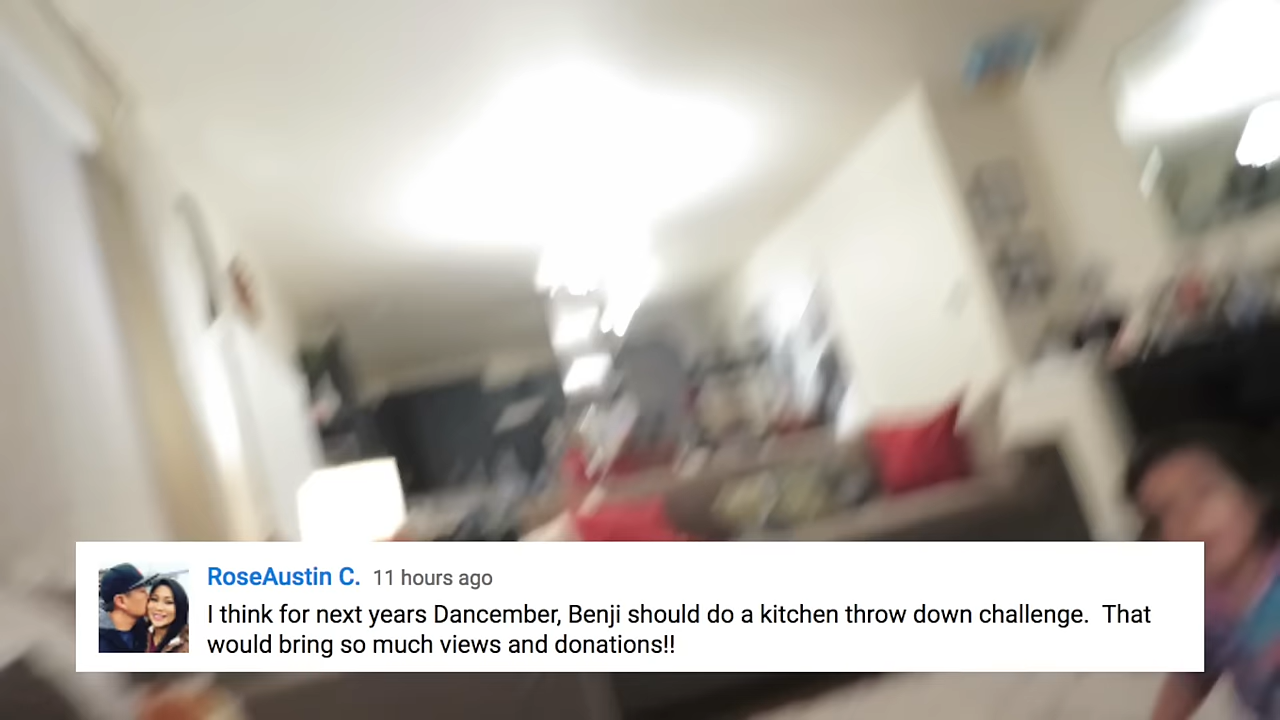 RoseAustin C. 11 hours ago
I think for next years Dancember, Benji should do a kitchen throw down challenge.  That
would bring so much views and donations!!